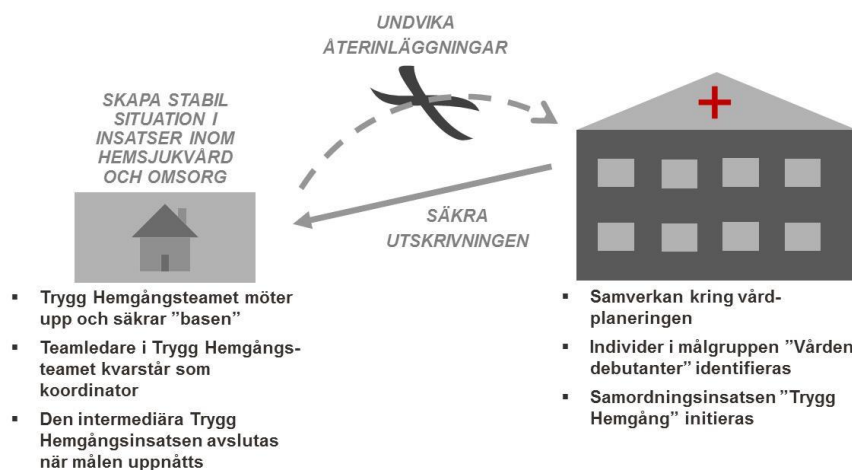 UNDVIKA
ÅTERINLÄGGNINGAR
SKAPA STABIL
SITUATION I
INSATSER INOM
HEMSJUKVÅRD
OCH OMSORG
SÄKRA
UTSKRIVNINGEN
▪ Trygg Hemgångsteamet möter
upp och säkrar ”basen”
▪ Teamledare i Trygg Hemgångs-
teamet kvarstår som
koordinator
▪ Den intermediära Trygg
Hemgångsinsatsen avslutas
när målen uppnåtts
▪ Samverkan kring vård-
planeringen
▪ Individer i målgruppen ”Vården
debutanter” identifieras
▪ Samordningsinsatsen ”Trygg
Hemgång” initieras